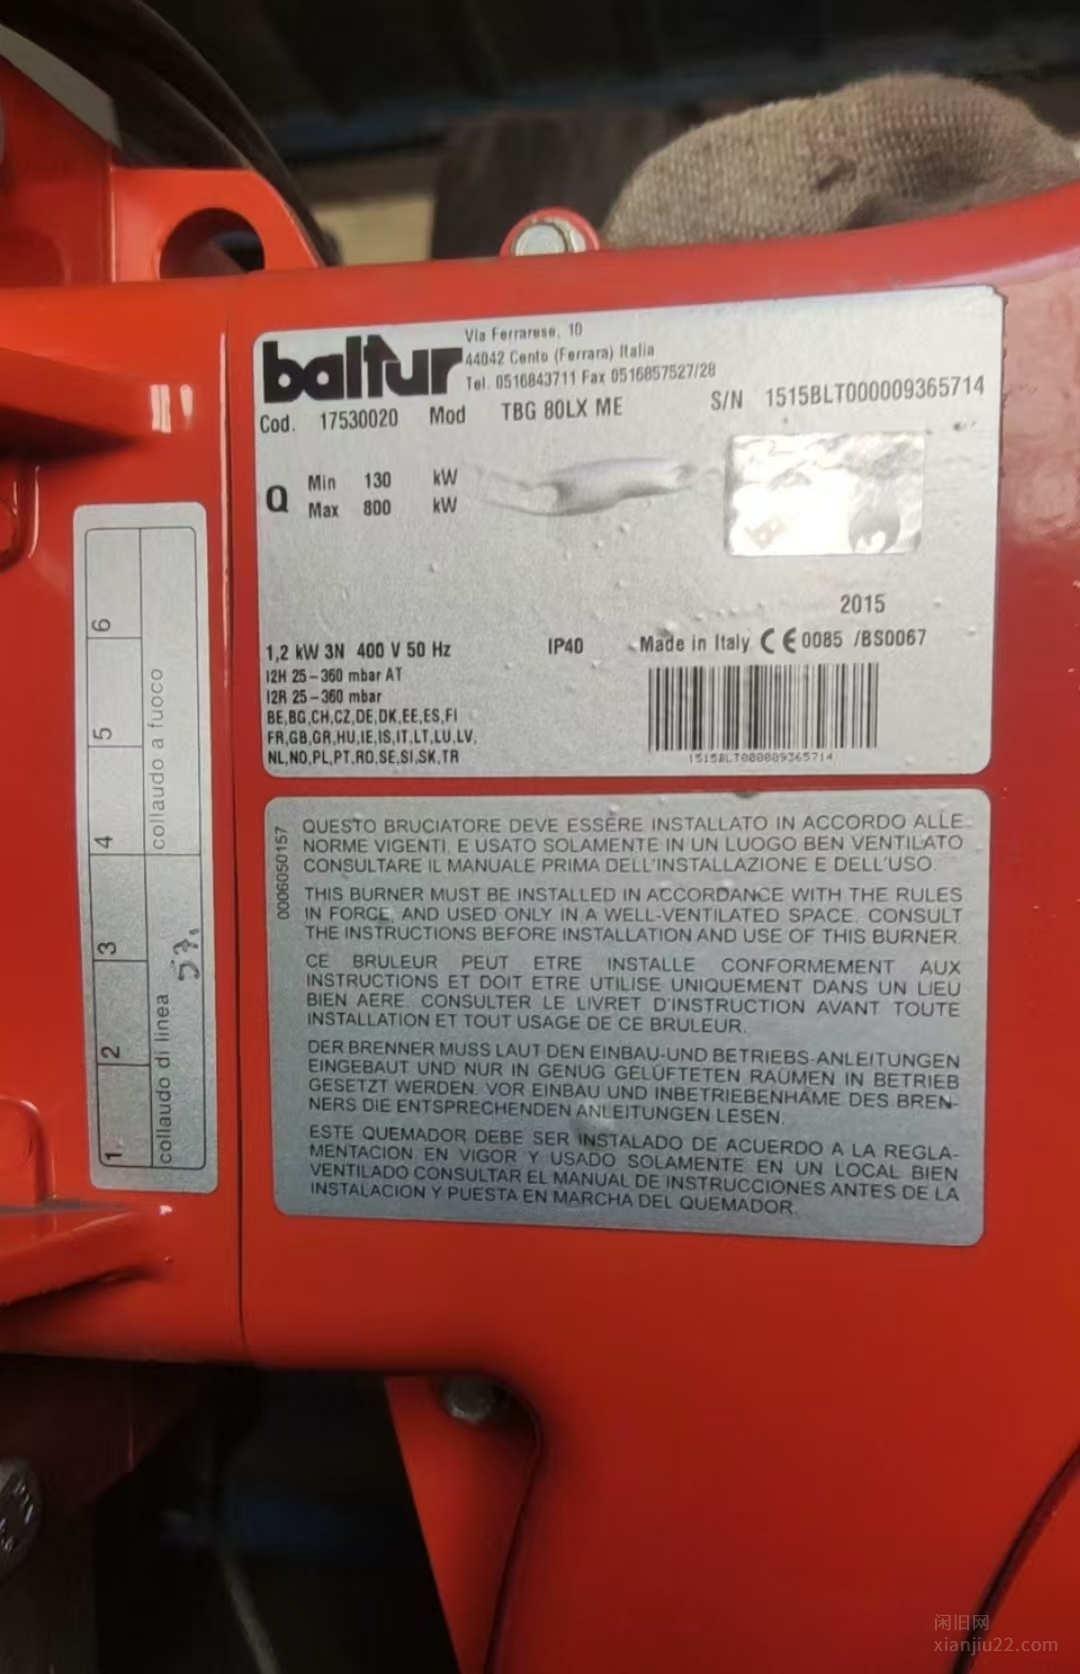 baltur
Via Ferrarese, 10
44042 Cento (Ferrara) Italia
Tel. 0516843711 Fax 0516857527/28
Cod. 17530020 Mod TBG 80LX ME S/N 1515BLT000009365714
Q Min 130 kW
Max 800 kW
2015
1,2 kW 3N 400 V 50 Hz IP40 Made in Italy CE 0085 /BS0067
I2H 25-360 mbar AT
I2R 25-360 mbar
BE,BG,CH,CZ,DE,DK,EE,ES,FI
FR,GB,GR,HU,IE,IS,IT,LT,LU,LV,
NL,NO,PL,PT,RO,SE,SI,SK,TR
1515BLT000009365714
1 2 3 4 5 6
collaudo di linea
collaudo a fuoco
0006050157
QUESTO BRUCIATORE DEVE ESSERE INSTALLATO IN ACCORDO ALLE
NORME VIGENTI, E USATO SOLAMENTE IN UN LUOGO BEN VENTILATO
CONSULTARE IL MANUALE PRIMA DELL'INSTALLAZIONE E DELL'USO.
THIS BURNER MUST BE INSTALLED IN ACCORDANCE WITH THE RULES
IN FORCE, AND USED ONLY IN A WELL-VENTILATED SPACE. CONSULT
THE INSTRUCTIONS BEFORE INSTALLATION AND USE OF THIS BURNER.
CE BRULEUR PEUT ETRE INSTALLE CONFORMEMENT AUX
INSTRUCTIONS ET DOIT ETRE UTILISE UNIQUEMENT DANS UN LIEU
BIEN AERE. CONSULTER LE LIVRET D'INSTRUCTION AVANT TOUTE
INSTALLATION ET TOUT USAGE DE CE BRULEUR.
DER BRENNER MUSS LAUT DEN EINBAU-UND BETRIEBS-ANLEITUNGEN
EINGEBAUT UND NUR IN GENUG GELÜFTETEN RAÜMEN IN BETRIEB
GESETZT WERDEN. VOR EINBAU UND INBETRIEBENHAME DES BREN-
NERS DIE ENTSPRECHENDEN ANLEITUNGEN LESEN.
ESTE QUEMADOR DEBE SER INSTALADO DE ACUERDO A LA REGLA-
MENTACION EN VIGOR Y USADO SOLAMENTE EN UN LOCAL BIEN
VENTILADO CONSULTAR EL MANUAL DE INSTRUCCIONES ANTES DE LA
INSTALACION Y PUESTA EN MARCHA DEL QUEMADOR.
闲旧网
xianjiu22.com